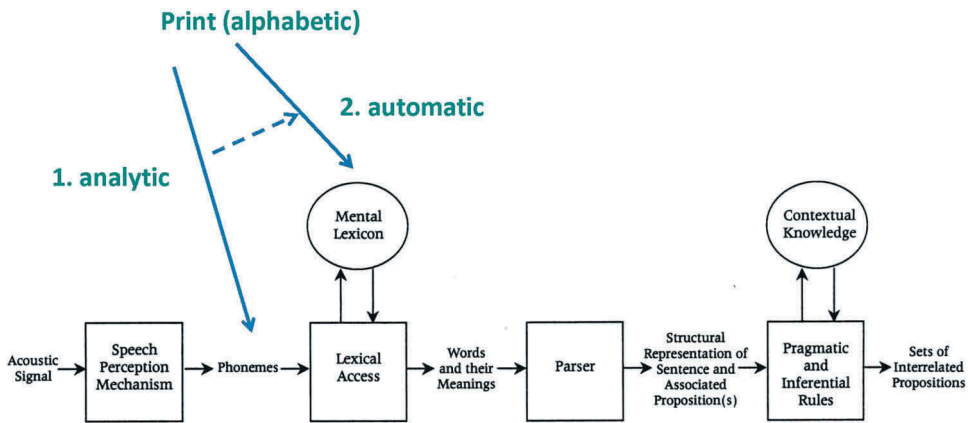 Print (alphabetic)
2. automatic
1. analytic
Mental
Lexicon
Contextual
Knowledge
Acoustic
Signal
Speech
Perception
Mechanism
Phonemes
Lexical
Access
Words
and their
Meanings
Parser
Structural
Representation of
Sentence and
Associated
Proposition(s)
Pragmatic
and
Inferential
Rules
Sets of
Interrelated
Propositions